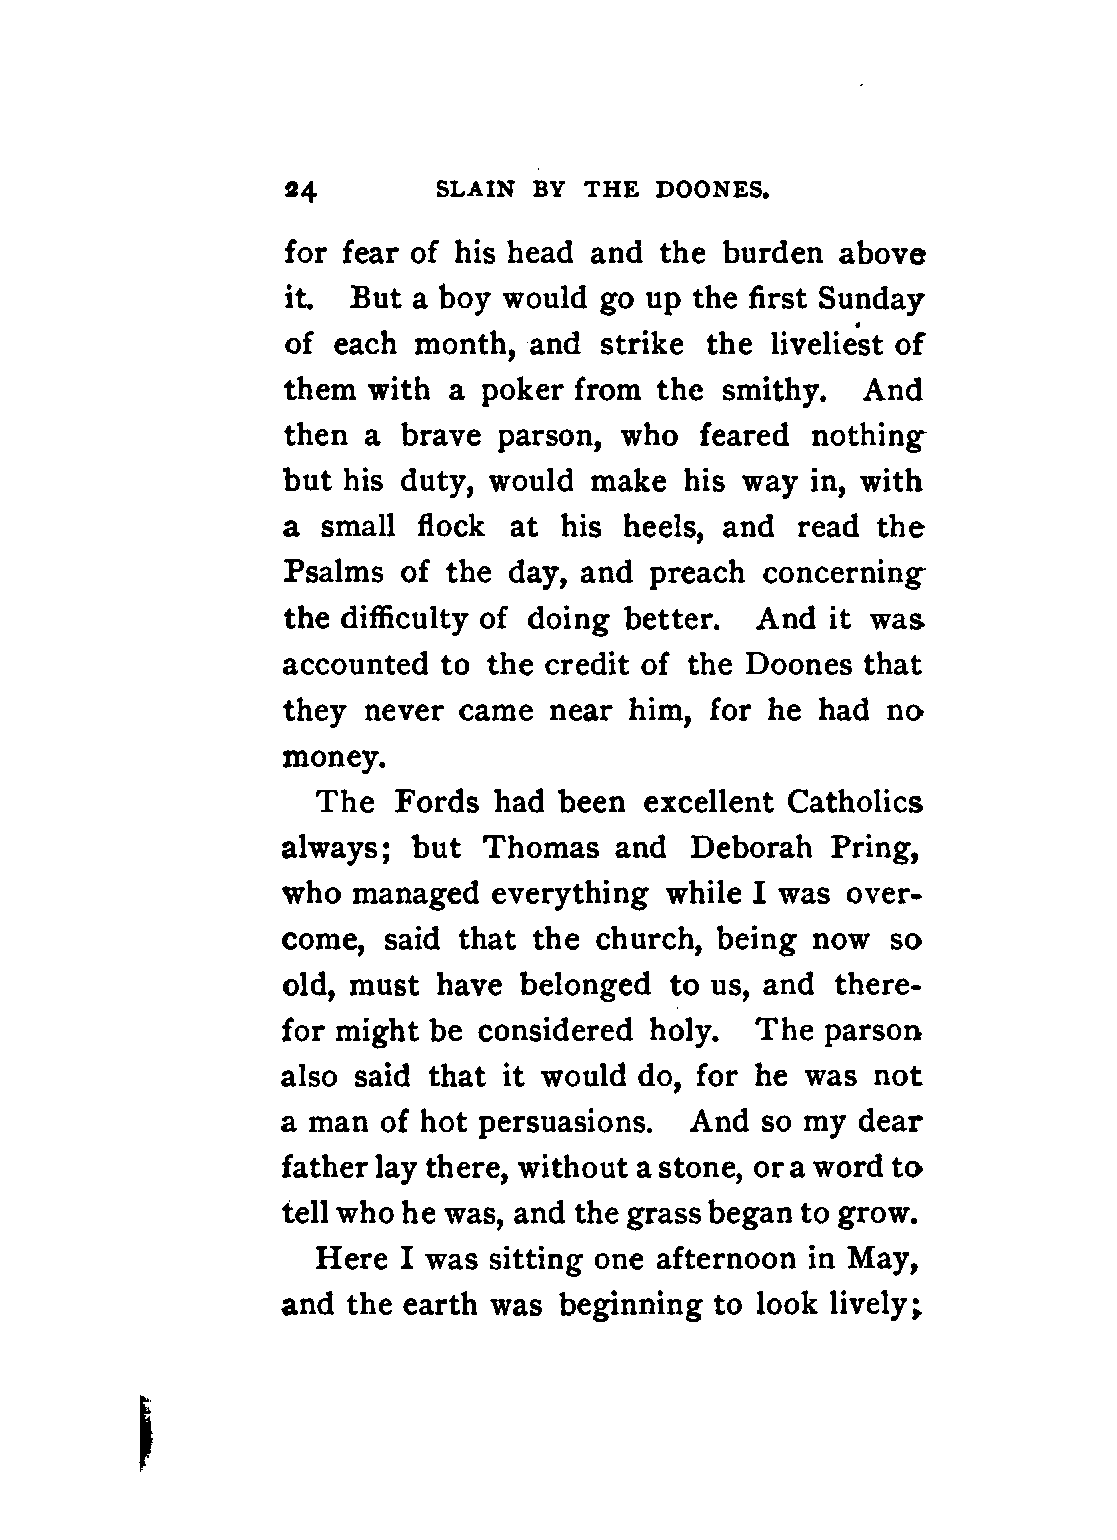 24 SLAIN BY THE DOONES.
for fear of his head and the burden above
it. But a boy would go up the first Sunday
of each month, and strike the liveliest of
them with a poker from the smithy. And
then a brave parson, who feared nothing
but his duty, would make his way in, with
a small flock at his heels, and read the
Psalms of the day, and preach concerning
the difficulty of doing better. And it was
accounted to the credit of the Doones that
they never came near him, for he had no
money.
The Fords had been excellent Catholics
always; but Thomas and Deborah Pring,
who managed everything while I was over-
come, said that the church, being now so
old, must have belonged to us, and there-
for might be considered holy. The parson
also said that it would do, for he was not
a man of hot persuasions. And so my dear
father lay there, without a stone, or a word to
tell who he was, and the grass began to grow.
Here I was sitting one afternoon in May,
and the earth was beginning to look lively;